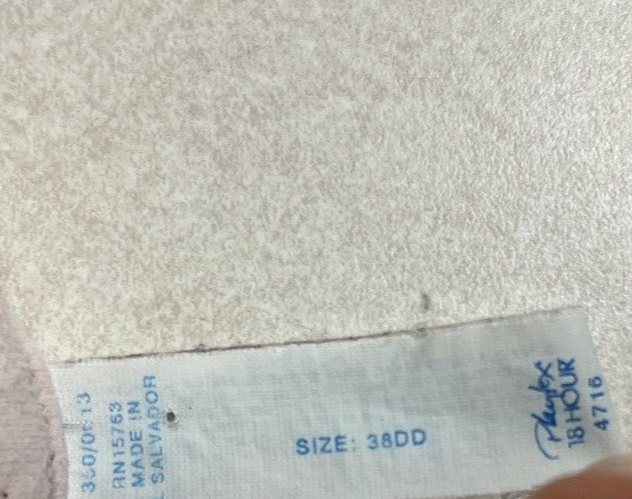 RN15763
MADE IN
L SALVADOR
SIZE: 38DD
Playtex
18 HOUR
4716